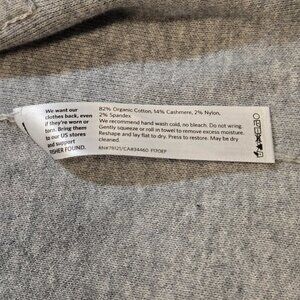 We want our
clothes back, even
if they're worn or
torn. Bring them
to our US stores
and support
FISHER FOUND.
82% Organic Cotton, 14% Cashmere, 2% Nylon,
2% Spandex
We recommend hand wash cold, no bleach. Do not wring.
Gently squeeze or roll in towel to remove excess moisture.
Reshape and lay flat to dry. Press to restore. May be dry
cleaned.
RN#79121/CA#34460